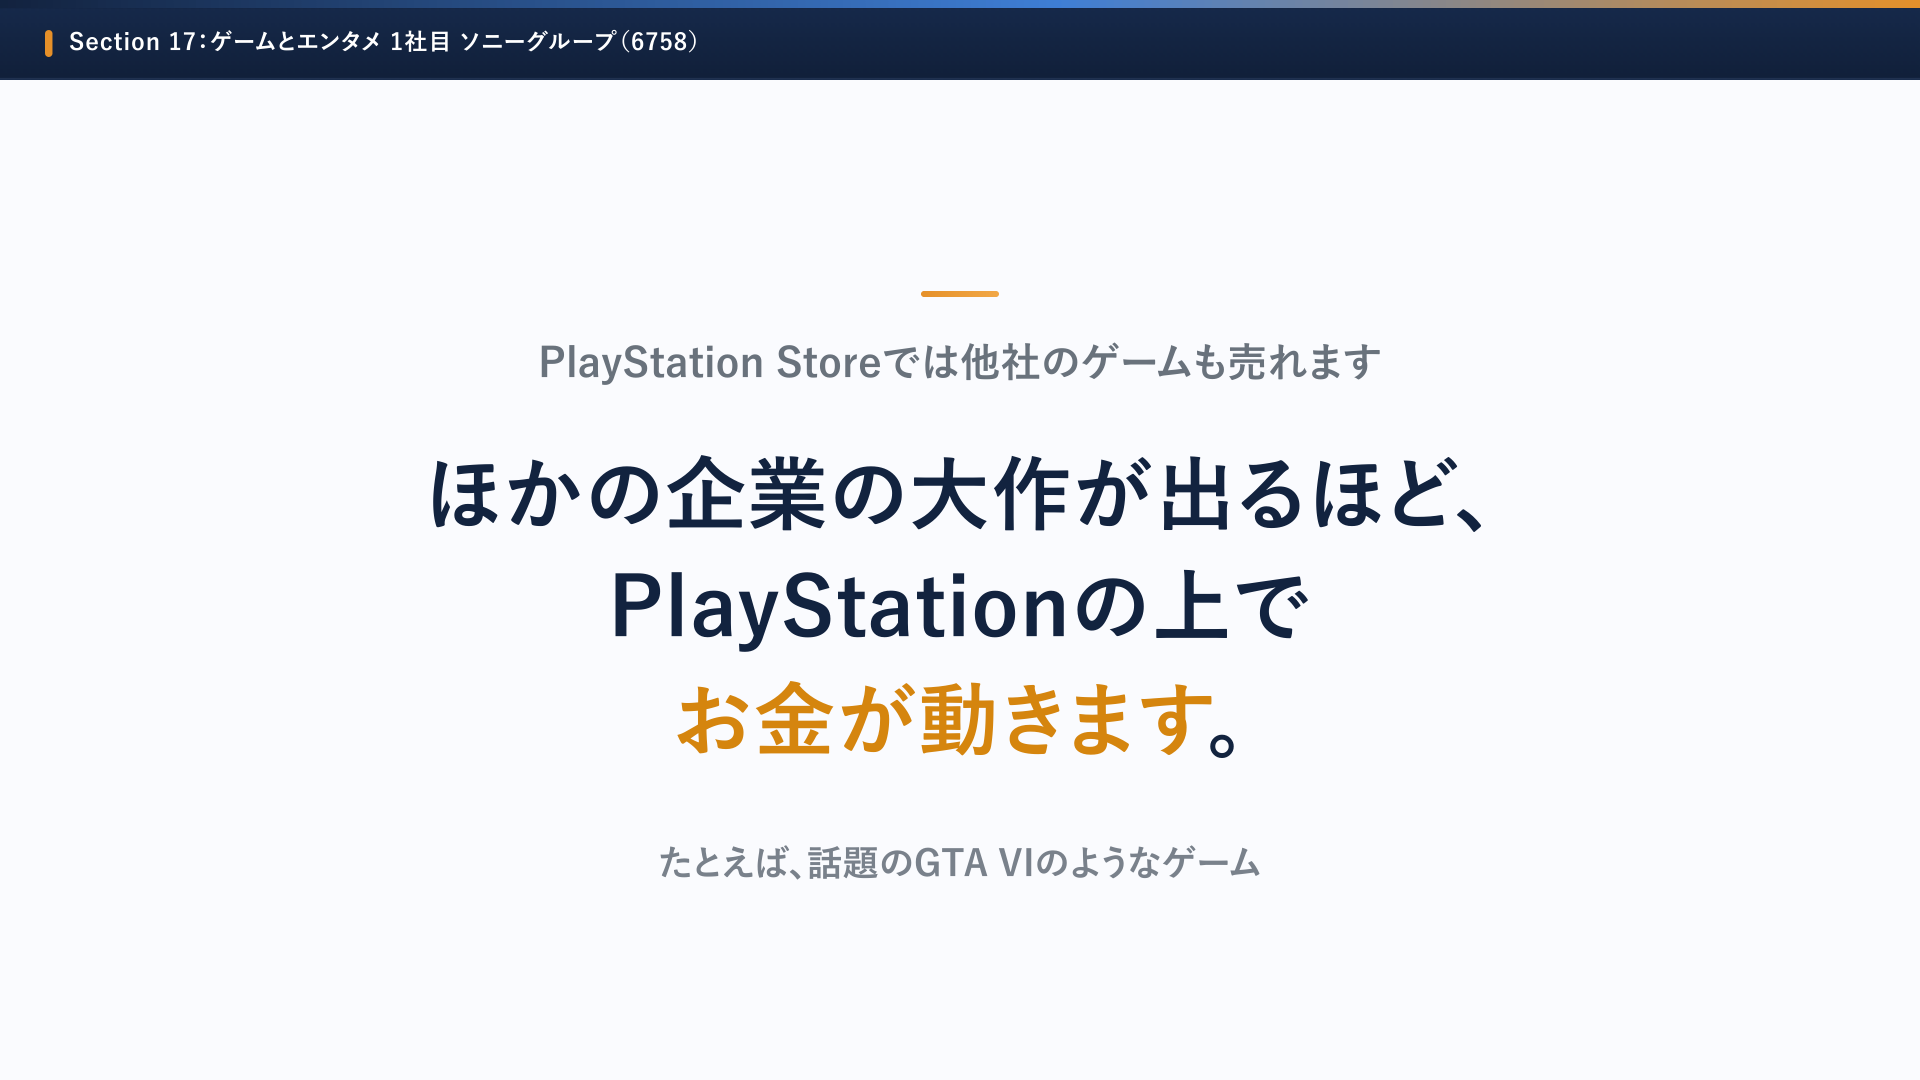 Section 17：ゲームとエンタメ 1社目 ソニーグループ（6758）
PlayStation Storeでは他社のゲームも売れます
ほかの企業の大作が出るほど、
PlayStationの上で
お金が動きます。
たとえば、話題のGTA VIのようなゲーム